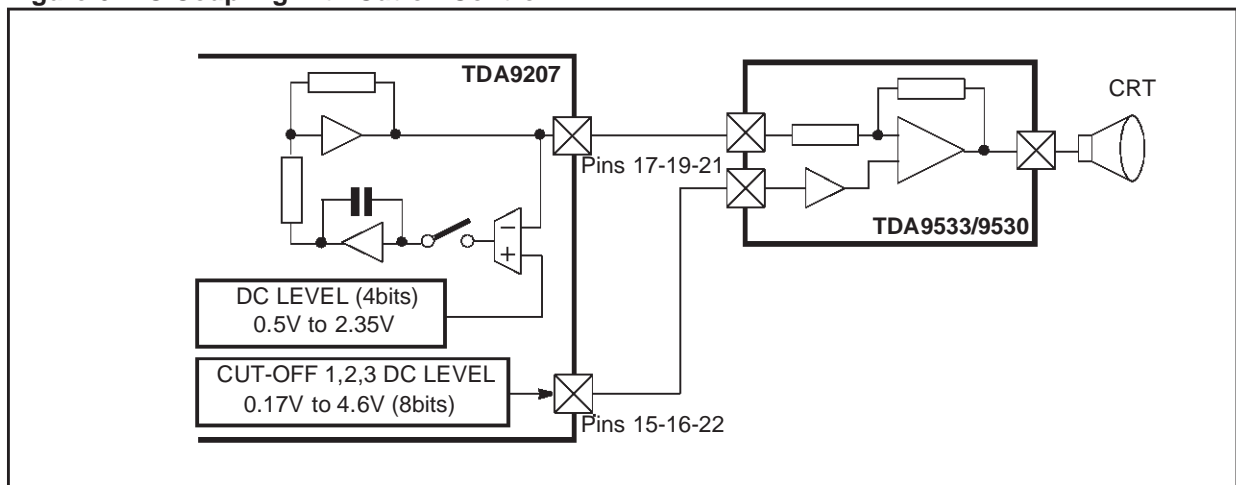 TDA9207
CRT
Pins 17-19-21
TDA9533/9530
DC LEVEL (4bits)
0.5V to 2.35V
CUT-OFF 1,2,3 DC LEVEL
0.17V to 4.6V (8bits)
Pins 15-16-22